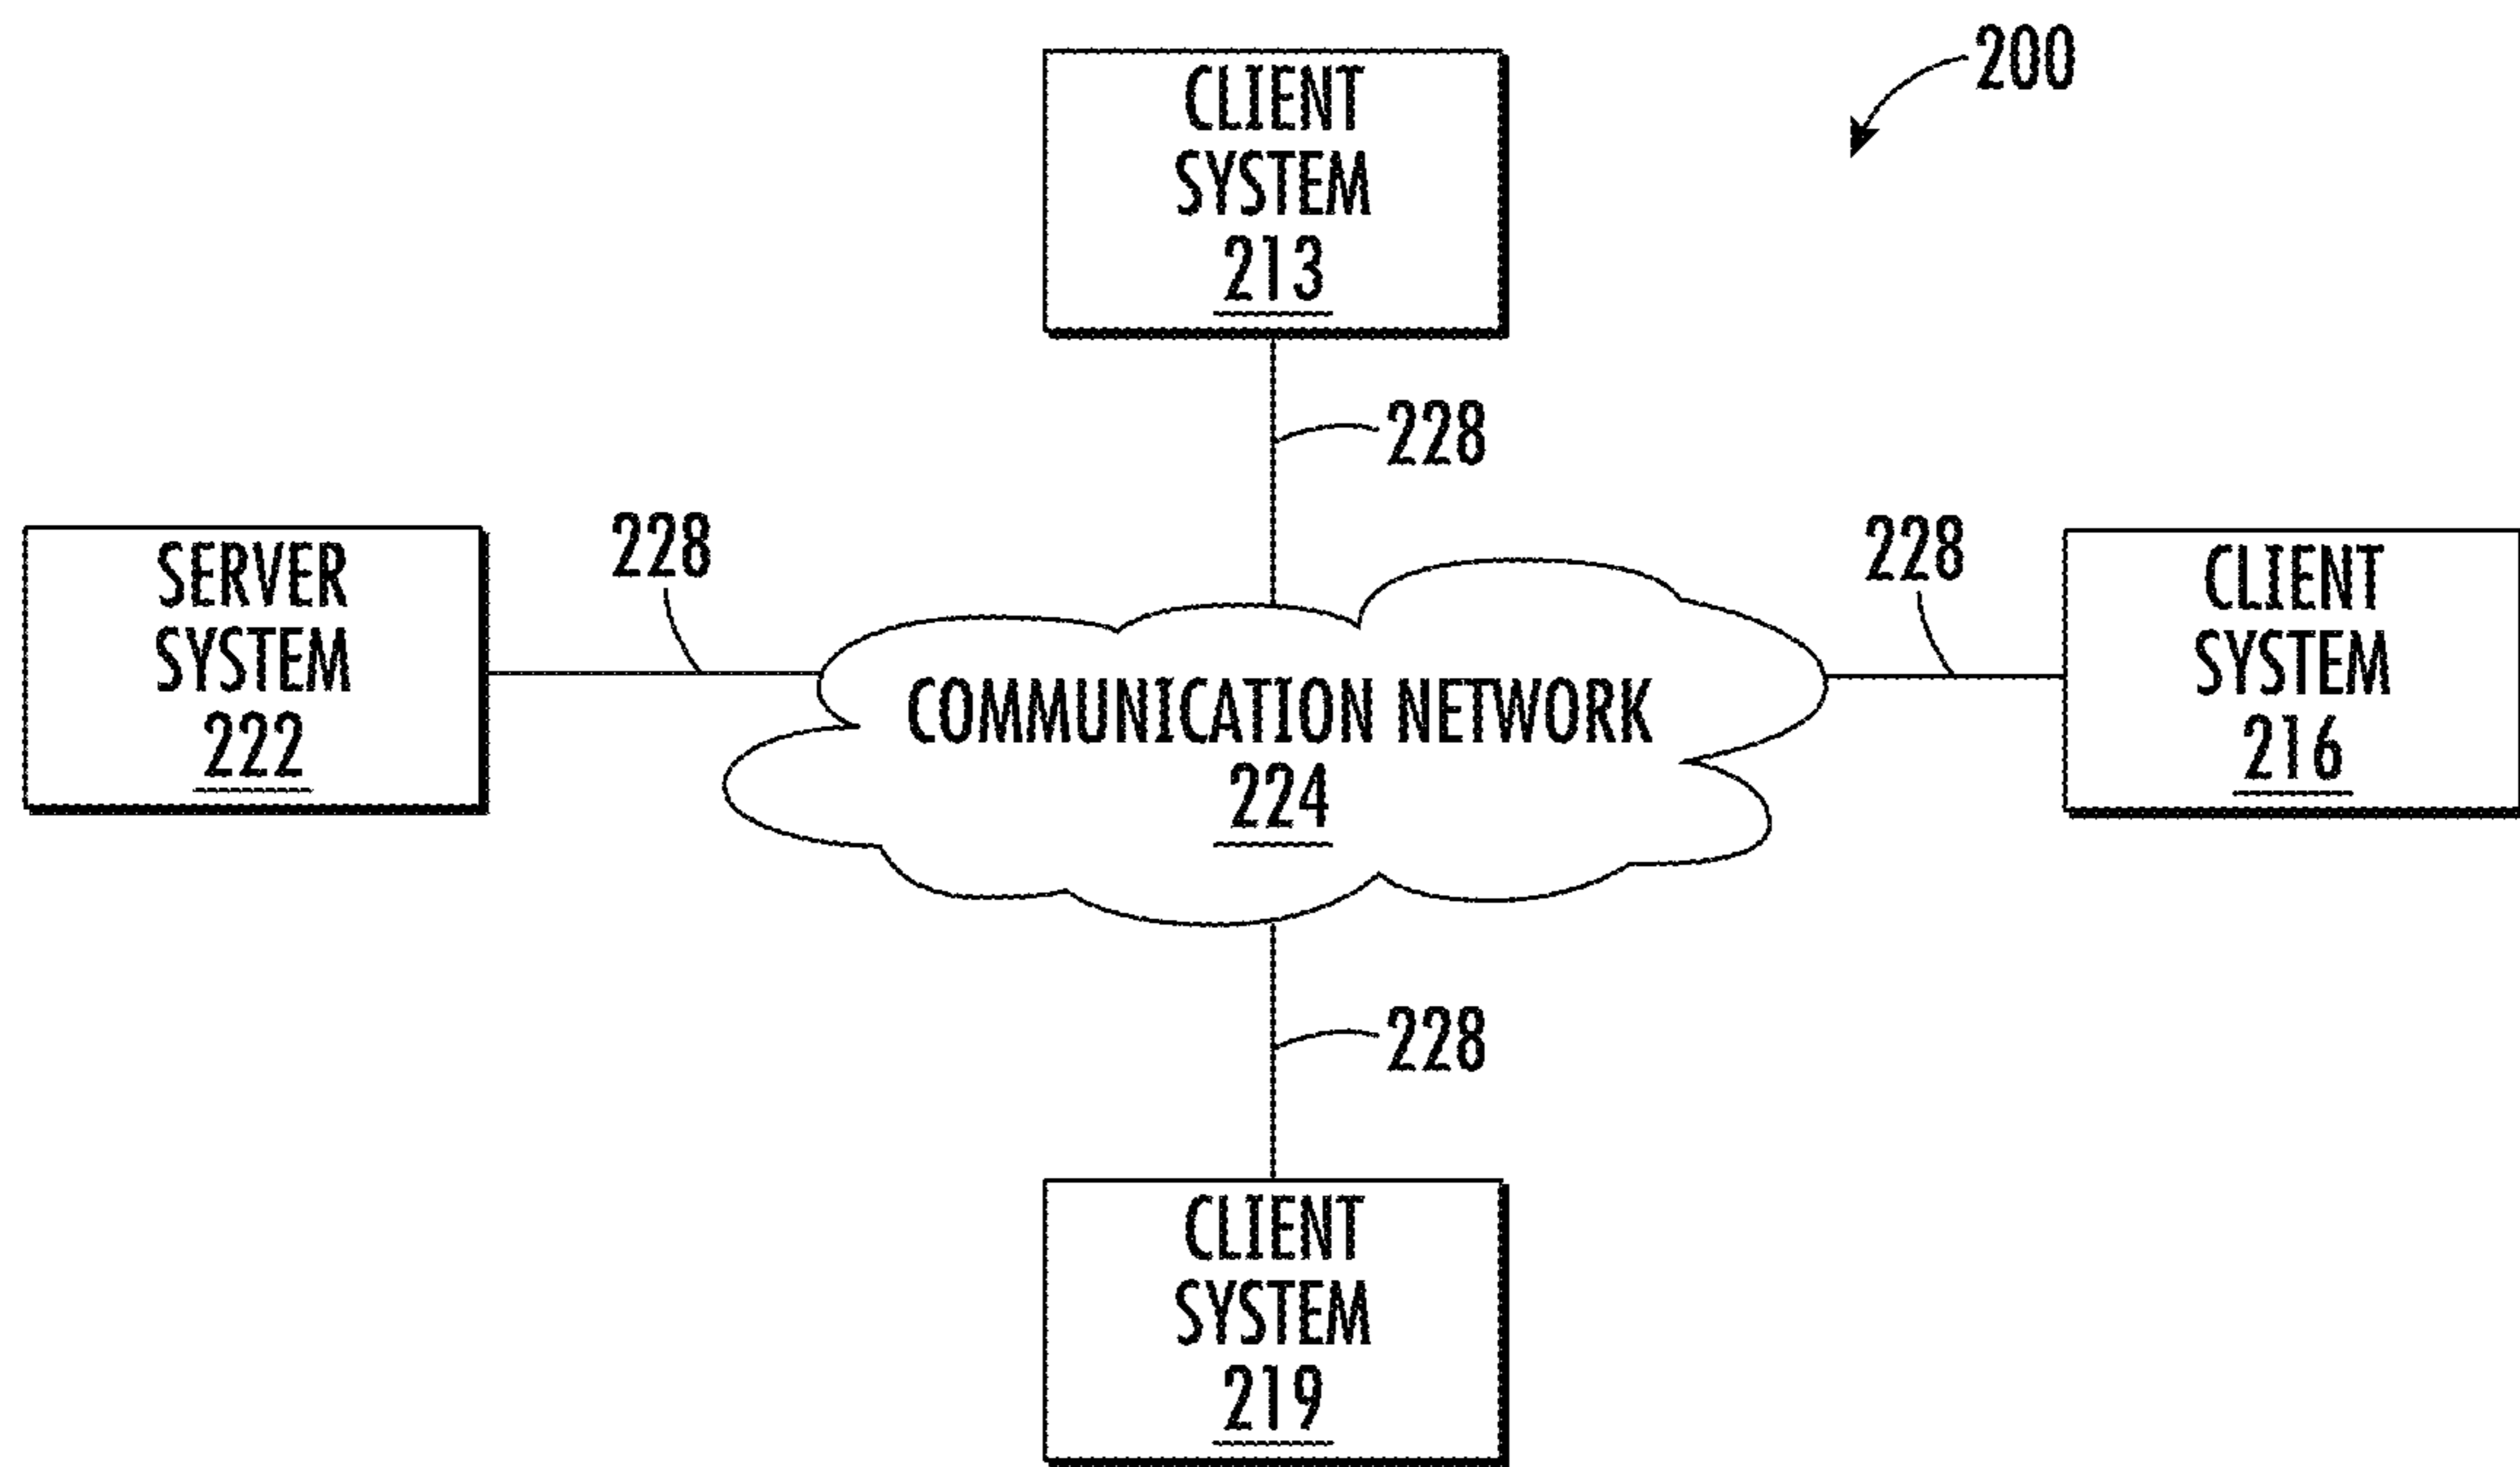 200
CLIENT
SYSTEM
213
228
SERVER
SYSTEM
222
228
228
CLIENT
SYSTEM
216
COMMUNICATION NETWORK
224
228
CLIENT
SYSTEM
219